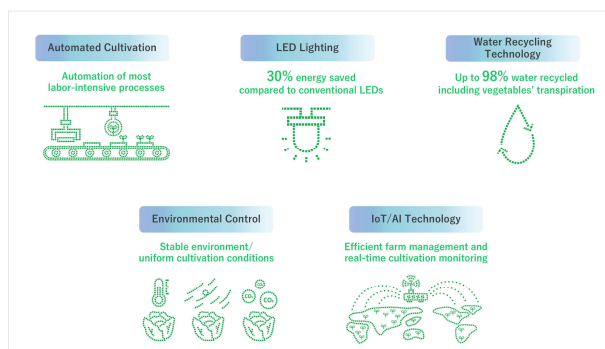 Automated Cultivation
Automation of most
labor-intensive processes
LED Lighting
30% energy saved
compared to conventional LEDs
Water Recycling
Technology
Up to 98% water recycled
including vegetables' transpiration
Environmental Control
Stable environment/
uniform cultivation conditions
CO₂
CO₂
CO₂
IoT/AI Technology
Efficient farm management and
real-time cultivation monitoring